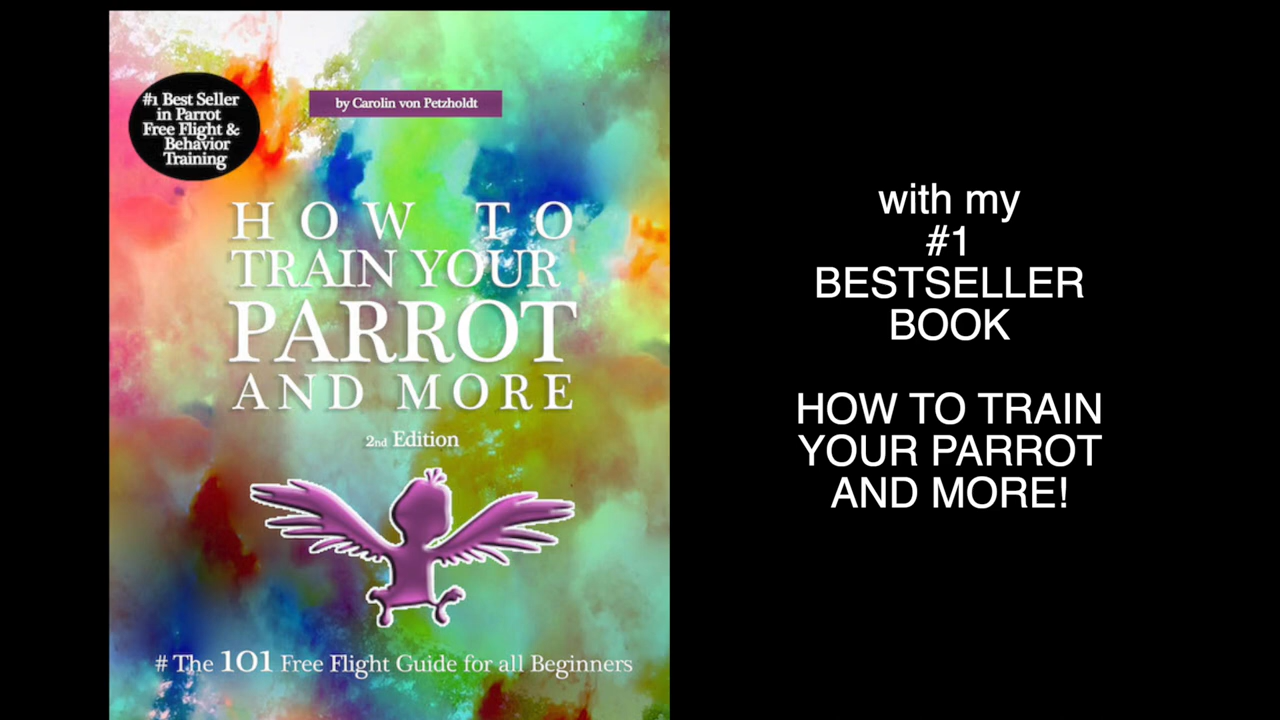 #1 Best Seller
in Parrot
Free Flight &
Behavior
Training
by Carolin von Petzholdt
HOW TO
TRAIN YOUR
PARROT
AND MORE
2nd Edition
# The 101 Free Flight Guide for all Beginners
with my
#1
BESTSELLER
BOOK
HOW TO TRAIN
YOUR PARROT
AND MORE!